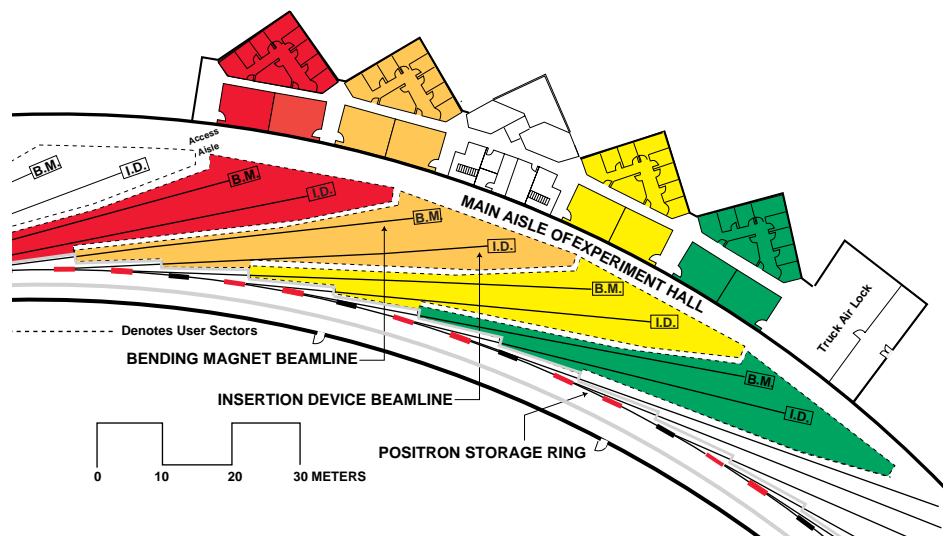 Access
Aisle
B.M.
I.D.
B.M.
I.D.
B.M.
I.D.
MAIN AISLE OF EXPERIMENT HALL
B.M.
I.D.
B.M.
I.D.
Truck Air Lock
Denotes User Sectors
BENDING MAGNET BEAMLINE
INSERTION DEVICE BEAMLINE
POSITRON STORAGE RING
0 10 20 30 METERS